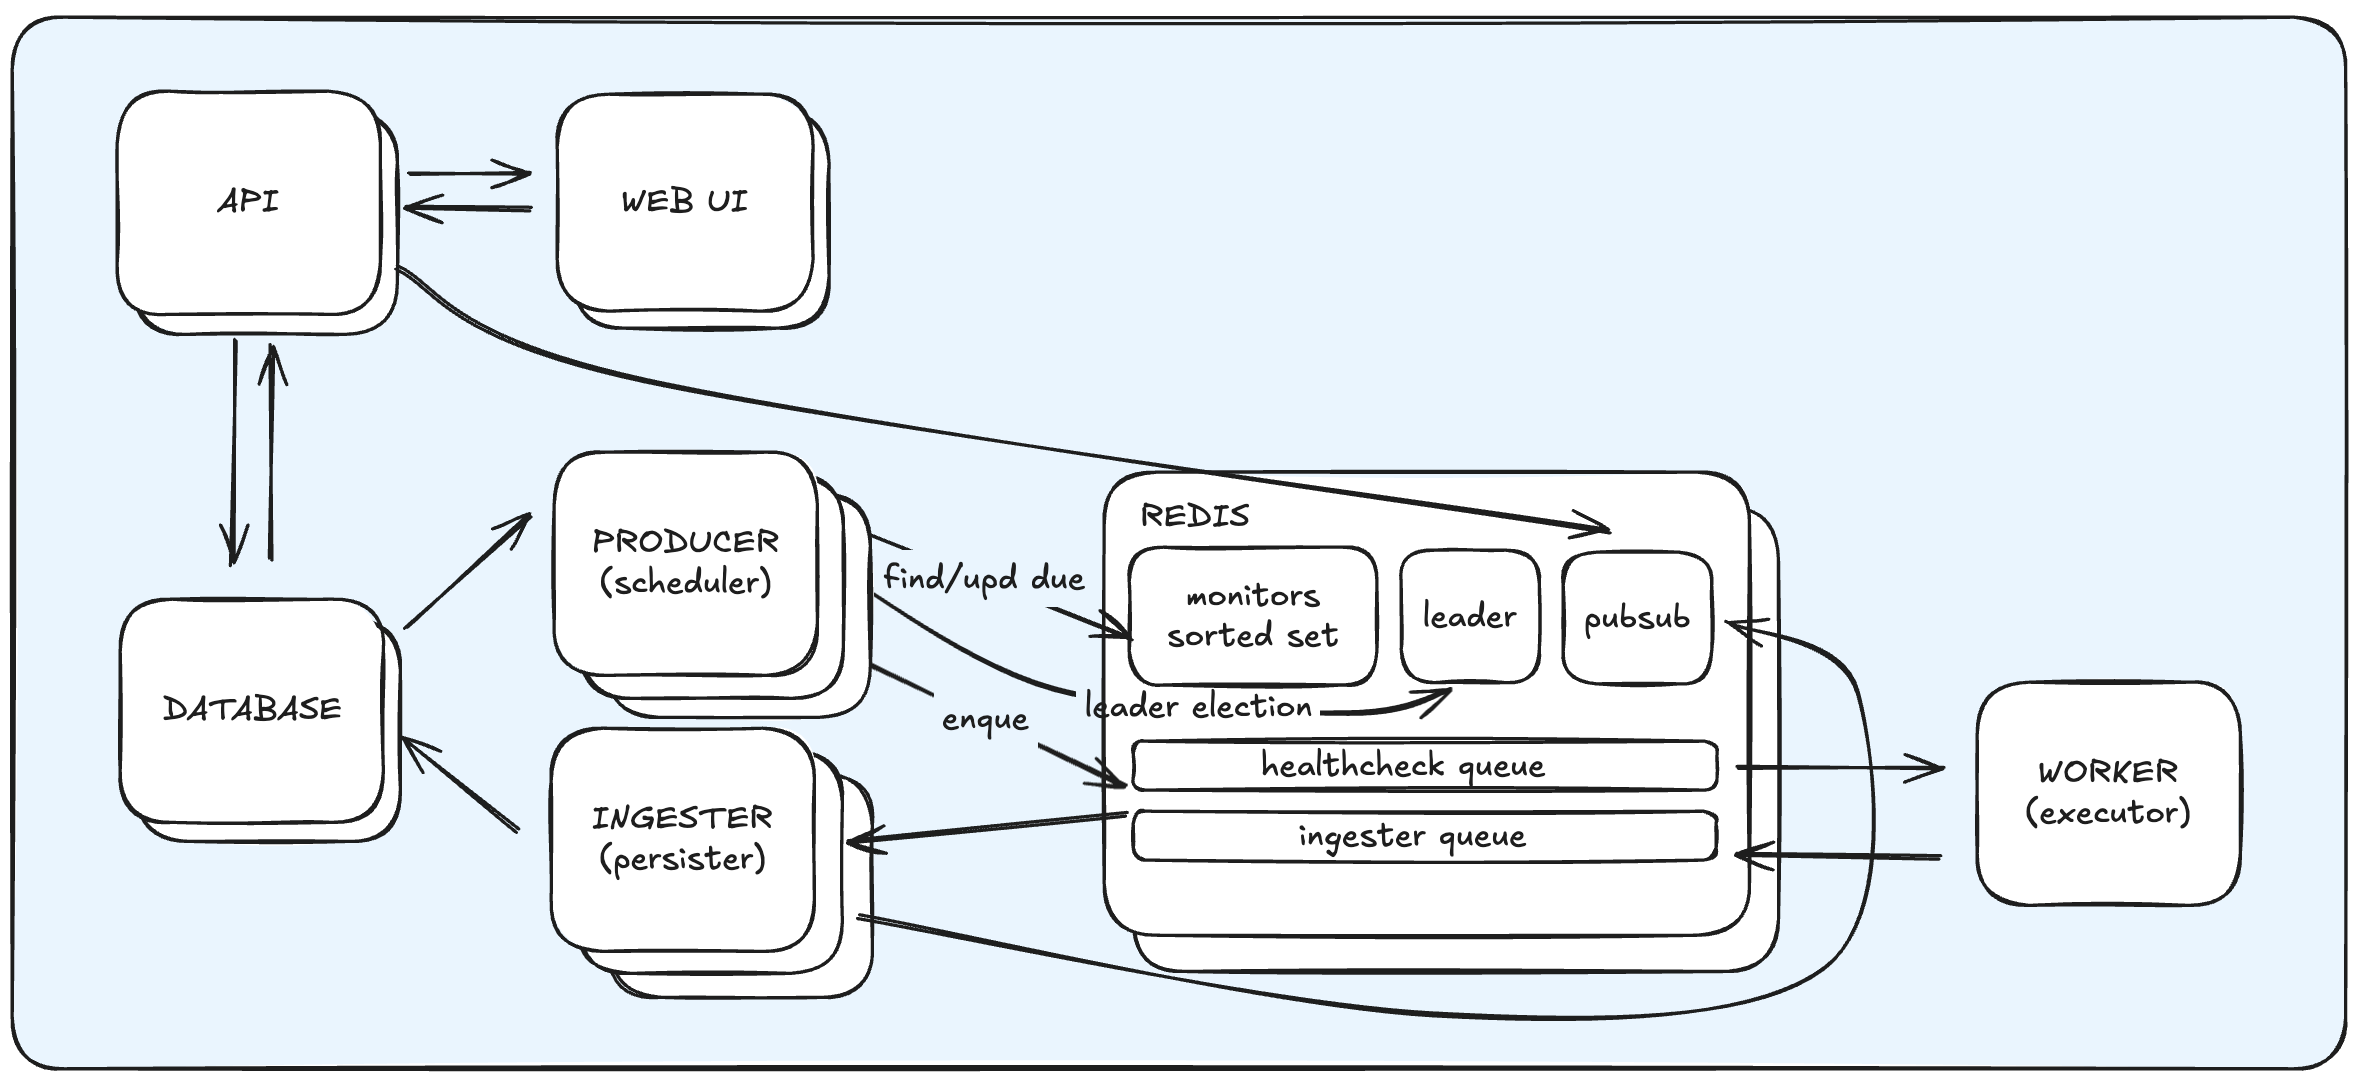 API
WEB UI
PRODUCER
(scheduler)
find/upd due
REDIS
monitors
sorted set
leader
pubsub
DATABASE
leader election
enque
healthcheck queue
ingester queue
INGESTER
(persister)
WORKER
(executor)